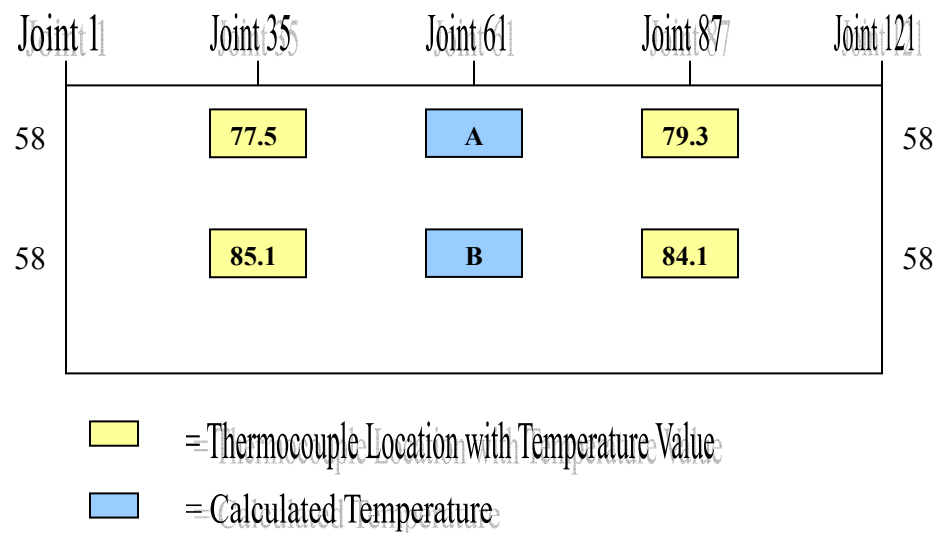 Joint 1 Joint 35 Joint 61 Joint 87 Joint 121
58 77.5 A 79.3 58
58 85.1 B 84.1 58
= Thermocouple Location with Temperature Value
= Calculated Temperature